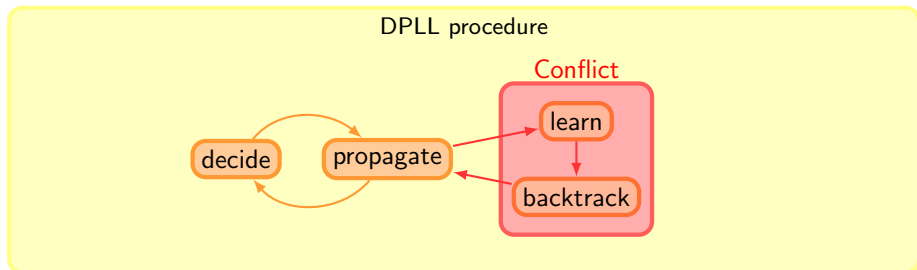 DPLL procedure
Conflict
learn
decide
propagate
backtrack